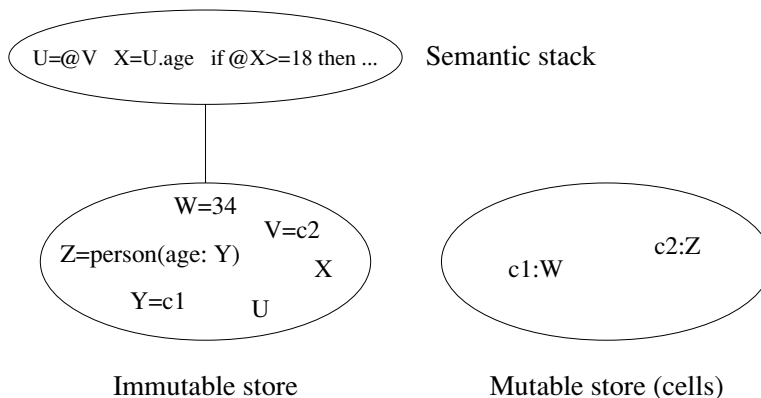 U=@V X=U.age if @X>=18 then ...
Semantic stack
W=34
V=c2
Z=person(age: Y)
X
Y=c1
U
c2:Z
c1:W
Immutable store
Mutable store (cells)